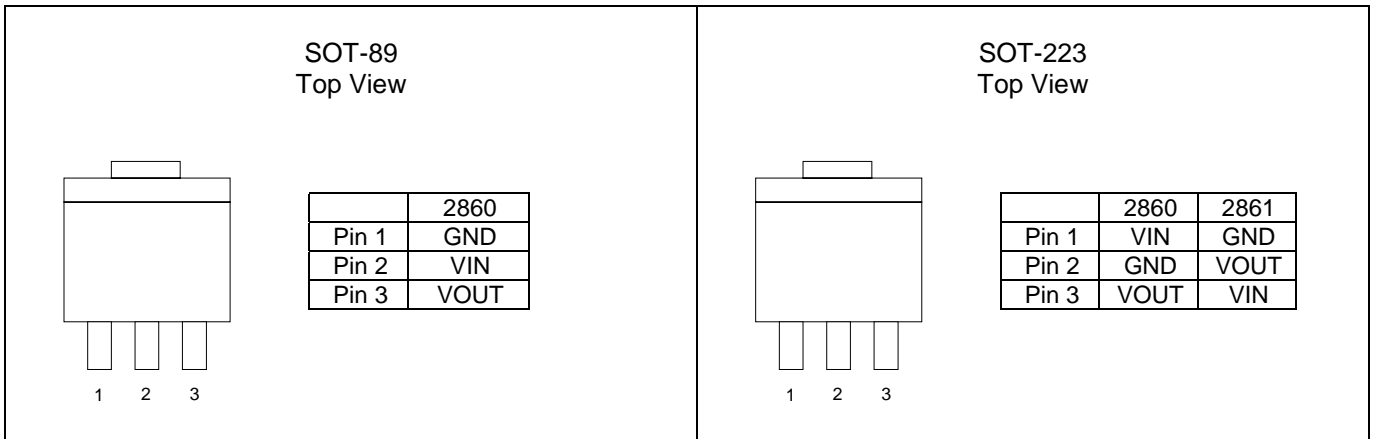 SOT-89
Top View
2860
Pin 1 GND
Pin 2 VIN
Pin 3 VOUT
1 2 3
SOT-223
Top View
2860 2861
Pin 1 VIN GND
Pin 2 GND VOUT
Pin 3 VOUT VIN
1 2 3